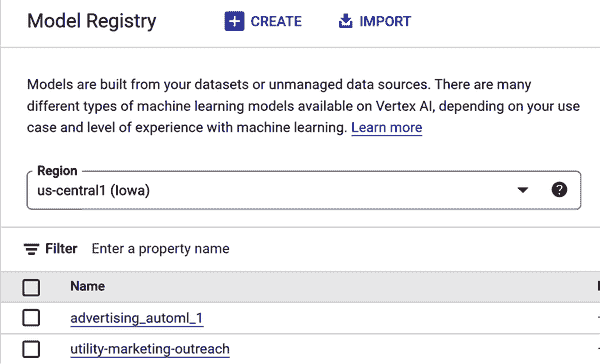 Model Registry CREATE IMPORT
Models are built from your datasets or unmanaged data sources. There are many
different types of machine learning models available on Vertex AI, depending on your use
case and level of experience with machine learning. Learn more
Region
us-central1 (Iowa)
Filter Enter a property name
Name
advertising_automl_1
utility-marketing-outreach